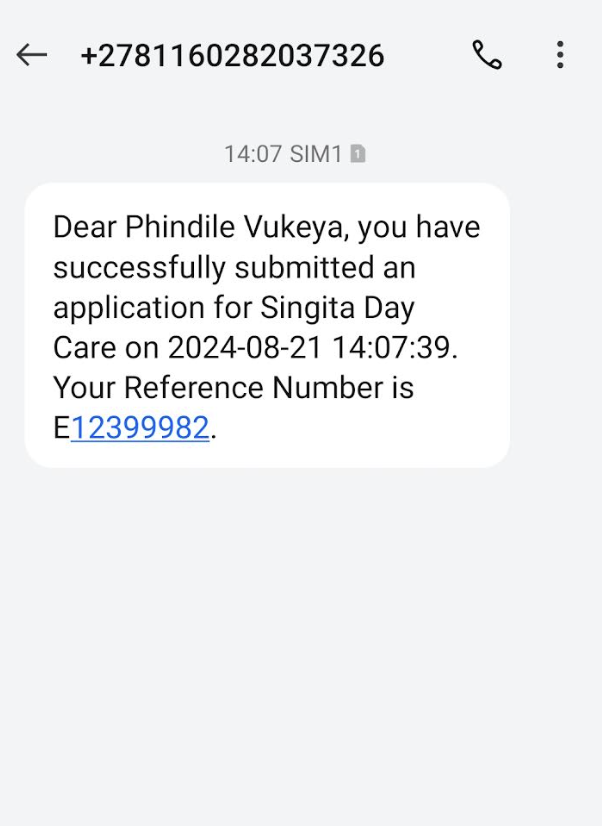 +2781160282037326
14:07 SIM1 1
Dear Phindile Vukeya, you have
successfully submitted an
application for Singita Day
Care on 2024-08-21 14:07:39.
Your Reference Number is
E12399982.